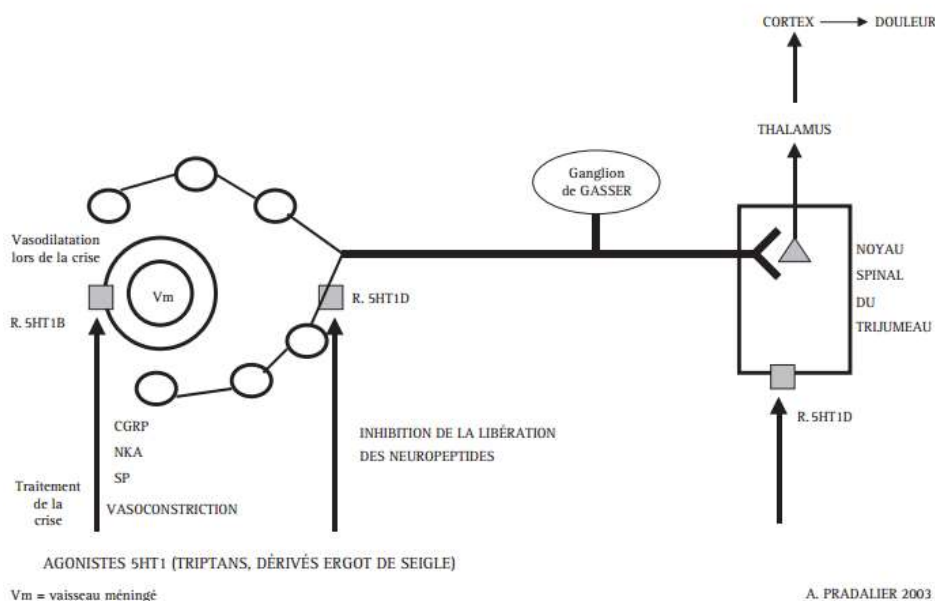 CORTEX
DOULEUR
THALAMUS
Ganglion
de GASSER
Vasodilatation
lors de la crise
Vm
R. 5HT1B
R. 5HT1D
NOYAU
SPINAL
DU
TRIJUMEAU
R. 5HT1D
CGRP
NKA
SP
INHIBITION DE LA LIBÉRATION
DES NEUROPEPTIDES
Traitement
de la
crise
VASOCONSTRICTION
AGONISTES 5HT1 (TRIPTANS, DÉRIVÉS ERGOT DE SEIGLE)
Vm = vaisseau méningé
A. PRADALIER 2003